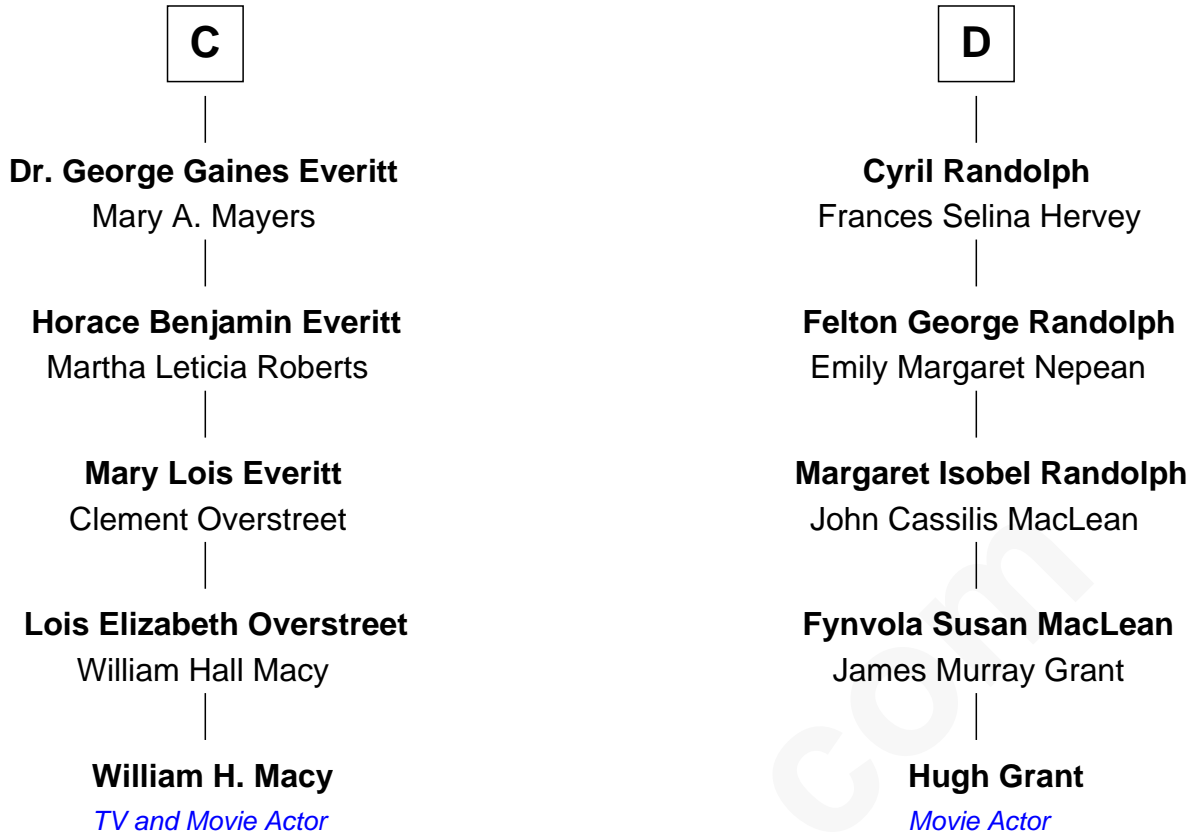 C
Dr. George Gaines Everitt
Mary A. Mayers
Horace Benjamin Everitt
Martha Leticia Roberts
Mary Lois Everitt
Clement Overstreet
Lois Elizabeth Overstreet
William Hall Macy
William H. Macy
TV and Movie Actor
D
Cyril Randolph
Frances Selina Hervey
Felton George Randolph
Emily Margaret Nepean
Margaret Isobel Randolph
John Cassilis MacLean
Fynvola Susan MacLean
James Murray Grant
Hugh Grant
Movie Actor
com